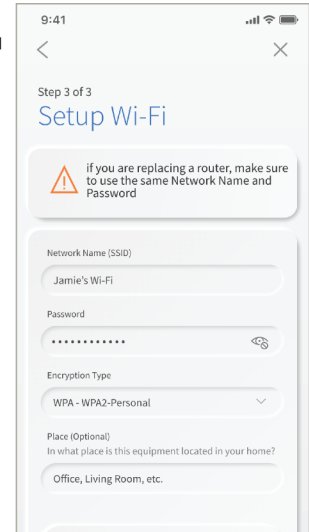 9:41
Step 3 of 3
Setup Wi-Fi
if you are replacing a router, make sure
to use the same Network Name and
Password
Network Name (SSID)
Jamie's Wi-Fi
Password
••••••••••••
Encryption Type
WPA - WPA2-Personal
Place (Optional)
In what place is this equipment located in your home?
Office, Living Room, etc.